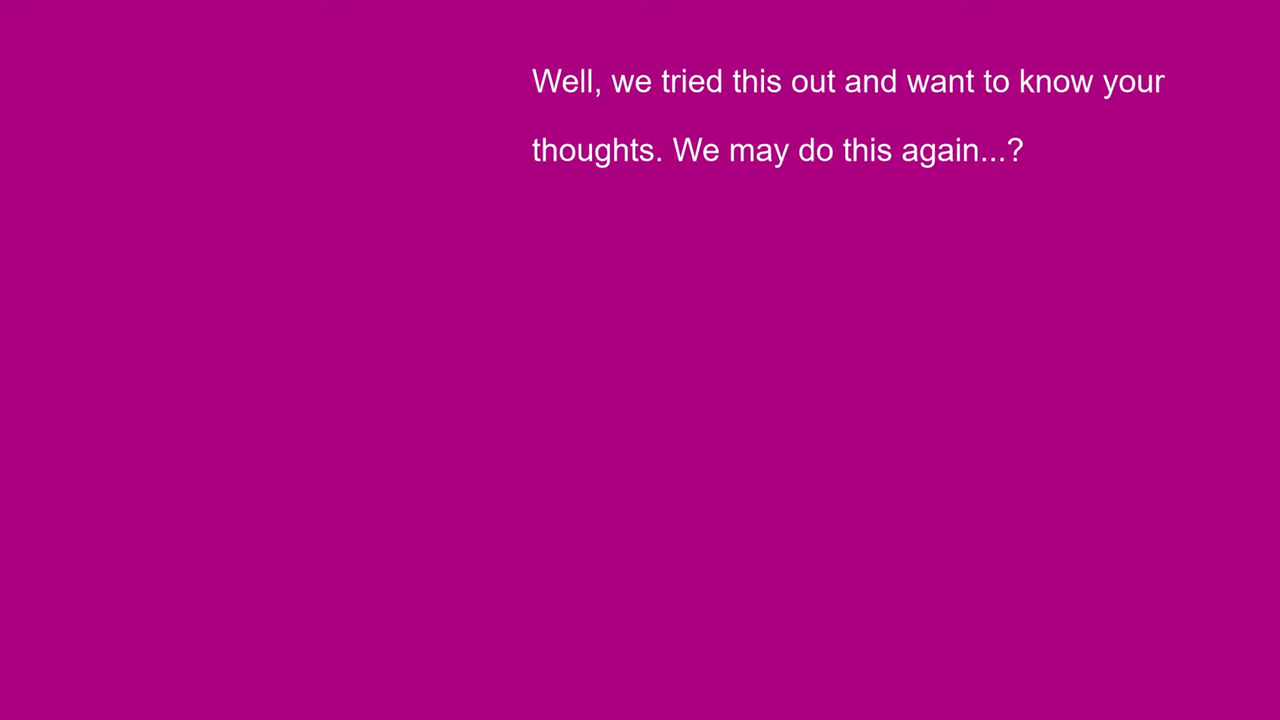 Well, we tried this out and want to know your
thoughts. We may do this again...?